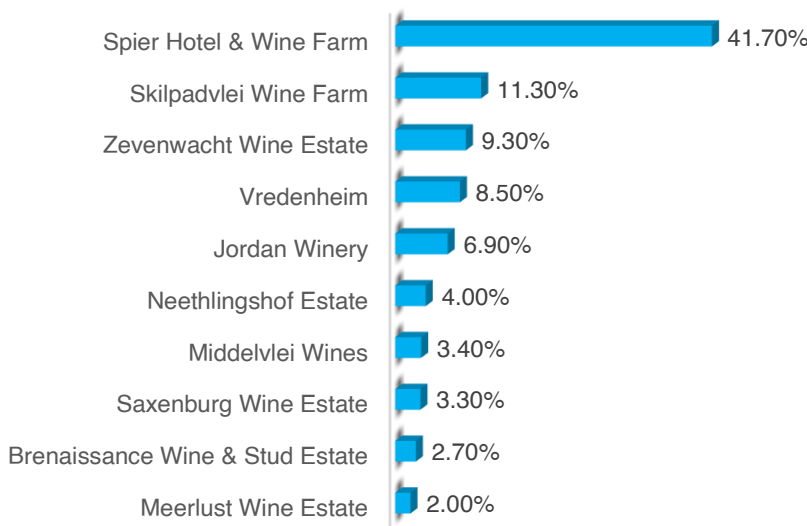 Spier Hotel & Wine Farm 41.70%
Skilpadvlei Wine Farm 11.30%
Zevenwacht Wine Estate 9.30%
Vredenheim 8.50%
Jordan Winery 6.90%
Neethlingshof Estate 4.00%
Middelvlei Wines 3.40%
Saxenburg Wine Estate 3.30%
Brenaissance Wine & Stud Estate 2.70%
Meerlust Wine Estate 2.00%